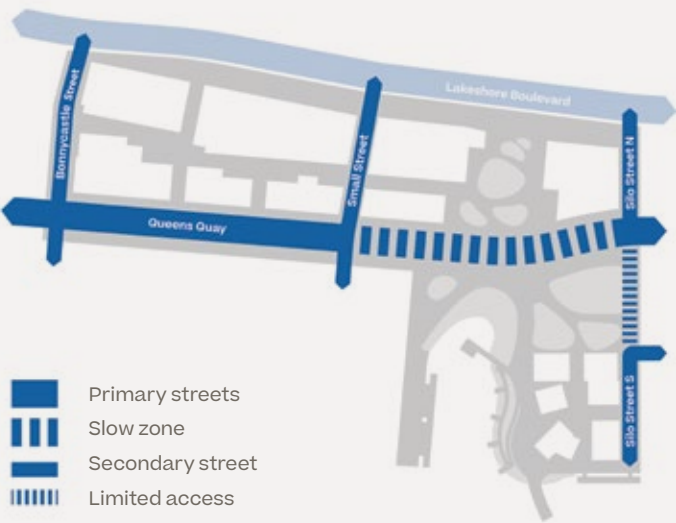 Lakeshore Boulevard
Bonnycastle Street
Small Street
Silo Street N
Queens Quay
Silo Street S
Primary streets
Slow zone
Secondary street
Limited access